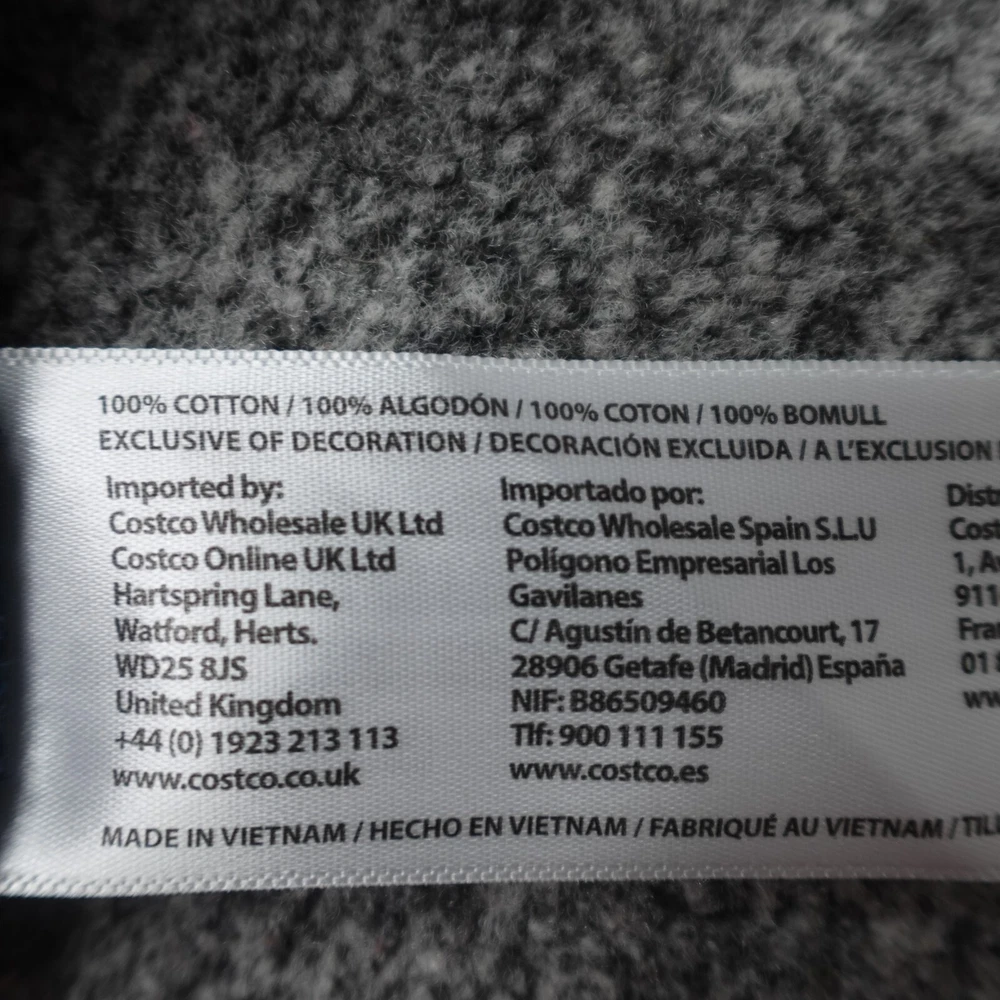 100% COTTON / 100% ALGODÓN / 100% COTON / 100% BOMULL
EXCLUSIVE OF DECORATION / DECORACIÓN EXCLUIDA / A L'EXCLUSION
Imported by:
Costco Wholesale UK Ltd
Costco Online UK Ltd
Hartspring Lane,
Watford, Herts.
WD25 8JS
United Kingdom
+44 (0) 1923 213 113
www.costco.co.uk
Importado por:
Costco Wholesale Spain S.L.U
Polígono Empresarial Los
Gavilanes
C/ Agustín de Betancourt, 17
28906 Getafe (Madrid) España
NIF: B86509460
Tlf: 900 111 155
www.costco.es
1,
911
01
MADE IN VIETNAM / HECHO EN VIETNAM / FABRIQUÉ AU VIETNAM /